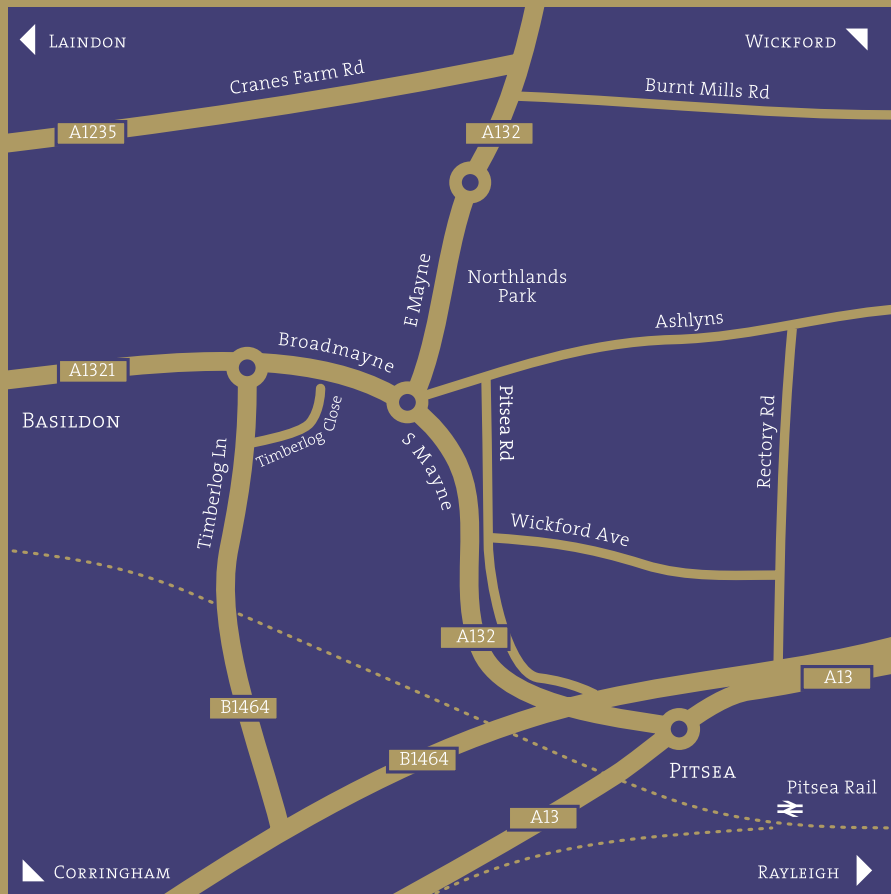 LAINDON
WICKFORD
Cranes Farm Rd
Burnt Mills Rd
A1235
A132
E Mayne
Northlands
Park
Ashlyns
Broadmayne
A1321
BASILDON
Timberlog Close
Timberlog Ln
S Mayne
Pitsea Rd
Rectory Rd
Wickford Ave
A132
A13
B1464
B1464
PITSEA
Pitsea Rail
A13
CORRINGHAM
RAYLEIGH